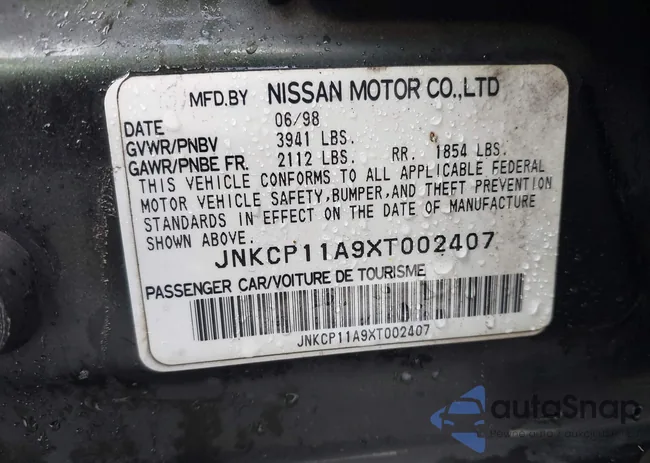 MFD.BY NISSAN MOTOR CO.,LTD
DATE 06/98
GVWR/PNBV 3941 LBS.
GAWR/PNBE FR. 2112 LBS. RR. 1854 LBS.
THIS VEHICLE CONFORMS TO ALL APPLICABLE FEDERAL
MOTOR VEHICLE SAFETY,BUMPER,AND THEFT PREVENTION
STANDARDS IN EFFECT ON THE DATE OF MANUFACTURE
SHOWN ABOVE.
JNKCP11A9XT002407
PASSENGER CAR/VOITURE DE TOURISME
JNKCP11A9XT002407
autoSnap